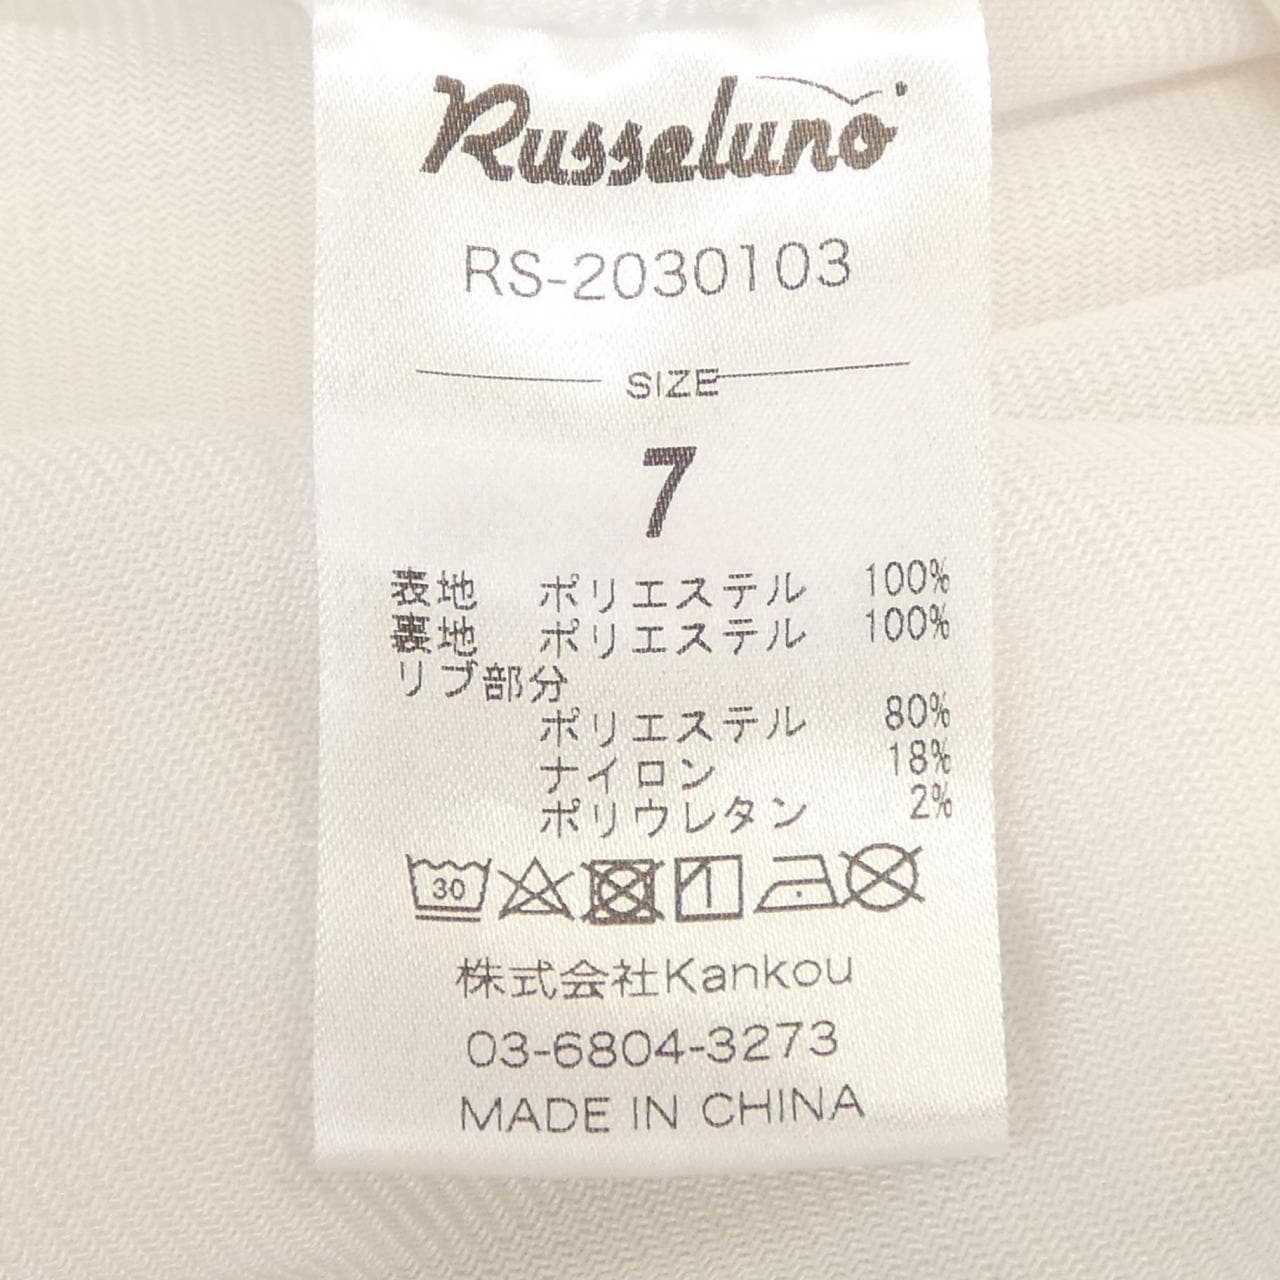 Russeluno
RS-2030103
SIZE
7
表地 ポリエステル 100%
裏地 ポリエステル 100%
リブ部分
ポリエステル 80%
ナイロン 18%
ポリウレタン 2%
30
株式会社Kankou
03-6804-3273
MADE IN CHINA